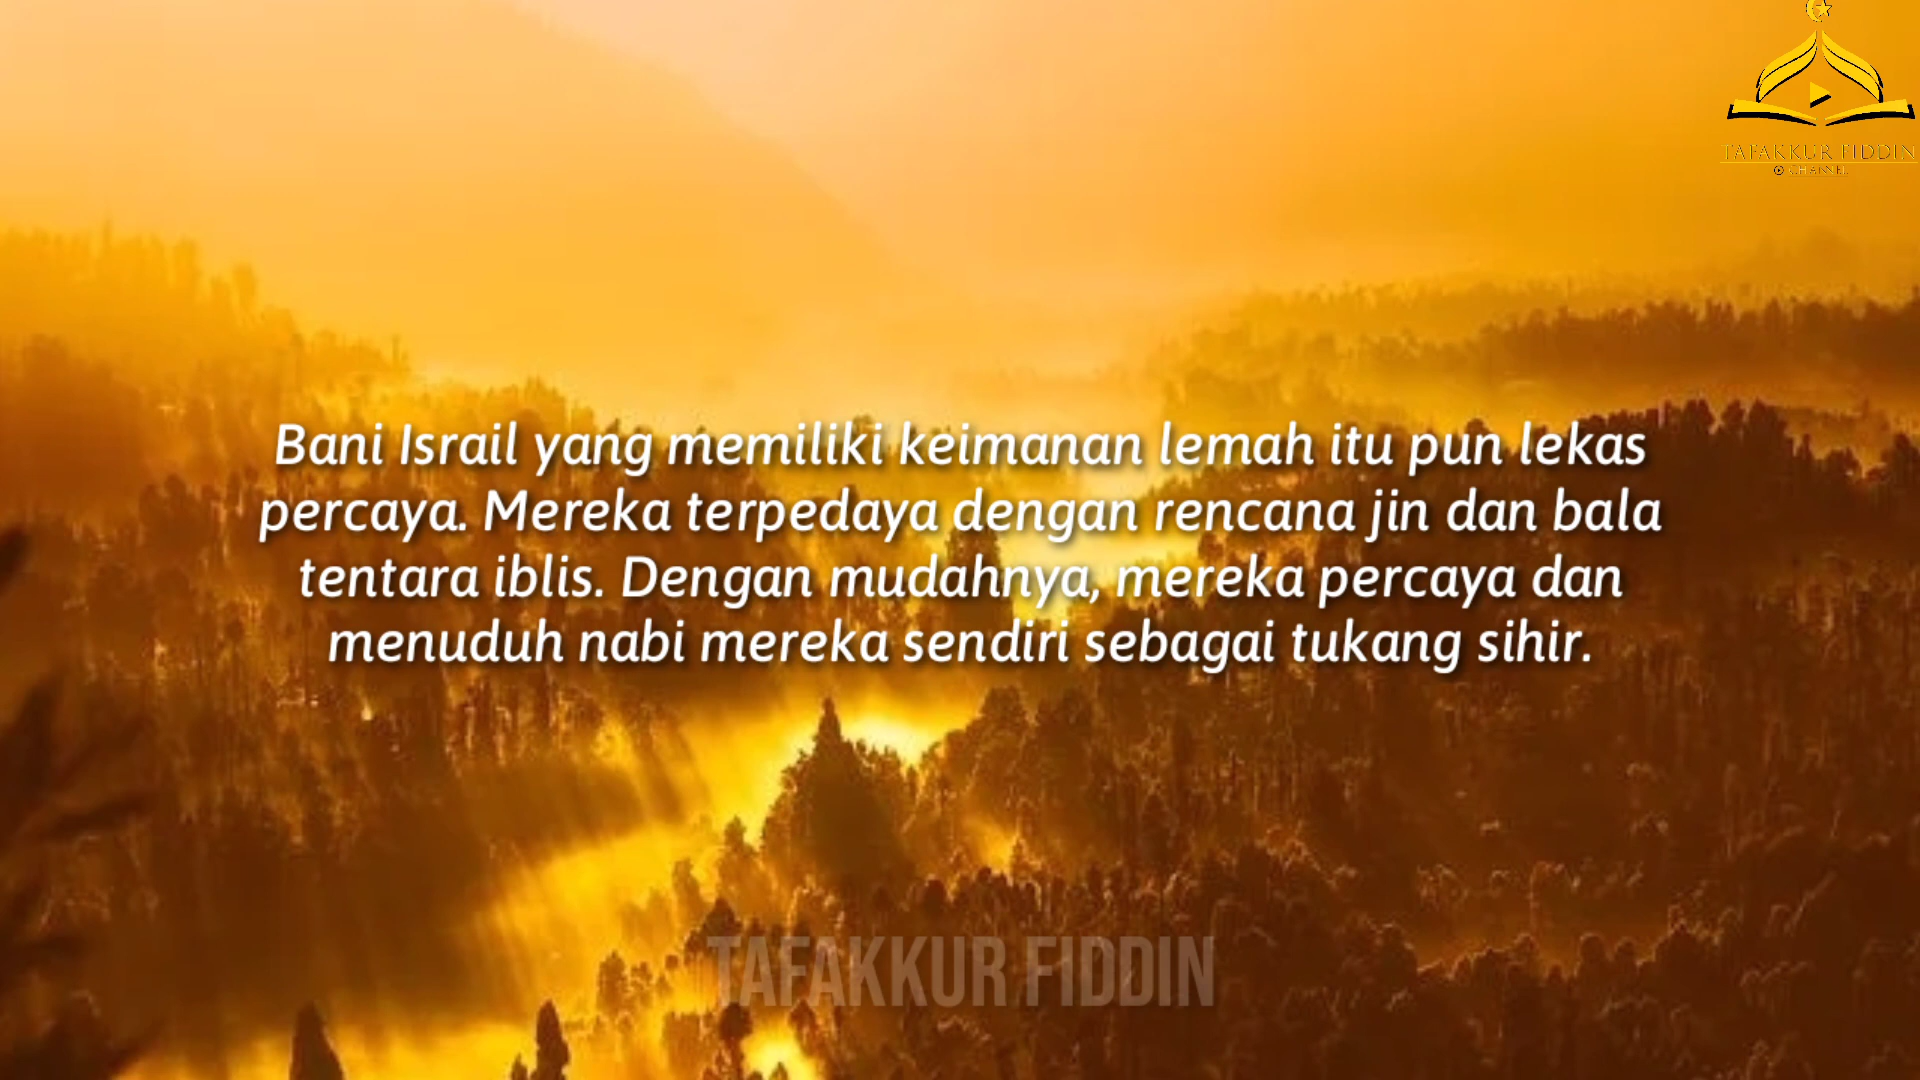 TAFAKKUR FIDDIN
CHANNEL
Bani Israil yang memiliki keimanan lemah itu pun lekas
percaya. Mereka terpedaya dengan rencana jin dan bala
tentara iblis. Dengan mudahnya, mereka percaya dan
menuduh nabi mereka sendiri sebagai tukang sihir.
TAFAKKUR FIDDIN